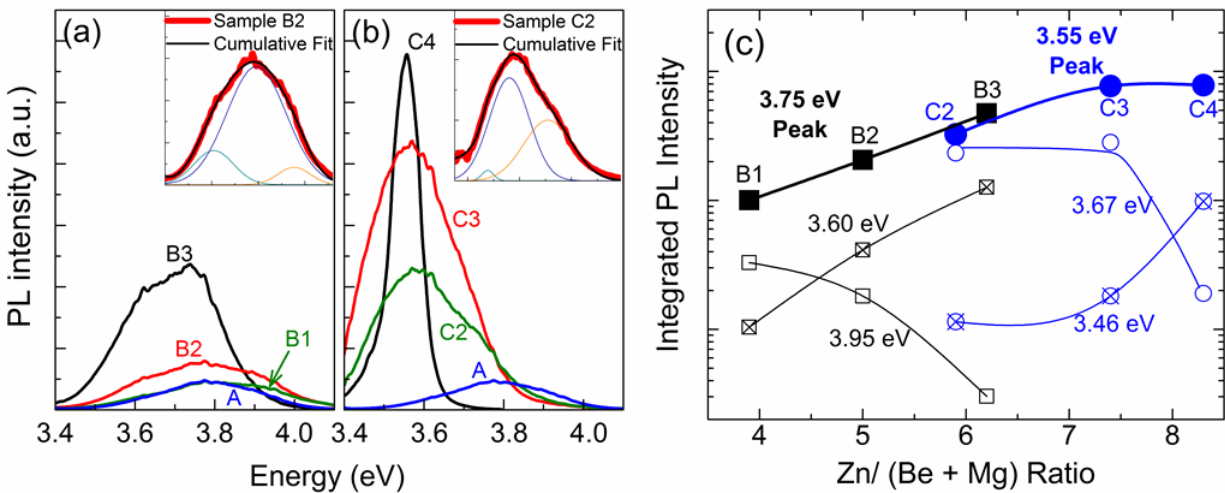 (a)
Sample B2
Cumulative Fit
B3
B2
B1
A
3.4
3.6
3.8
4.0
PL intensity (a.u.)
(b)
C4
Sample C2
Cumulative Fit
C3
C2
A
3.4
3.6
3.8
4.0
Energy (eV)
(c)
3.55 eV
Peak
3.75 eV
Peak
B1
B2
B3
C2
C3
C4
3.60 eV
3.67 eV
3.95 eV
3.46 eV
Integrated PL Intensity
4
5
6
7
8
Zn/ (Be + Mg) Ratio